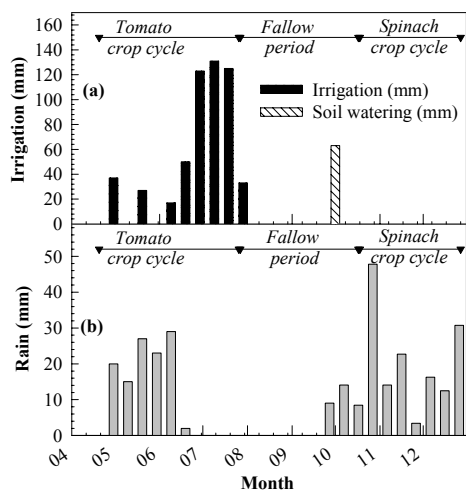 160
140
120
100
80
60
40
20
0
Irrigation (mm)
Tomato
crop cycle
Fallow
period
Spinach
crop cycle
(a)
Irrigation (mm)
Soil watering (mm)
50
40
30
20
10
0
Rain (mm)
Tomato
crop cycle
Fallow
period
Spinach
crop cycle
(b)
04 05 06 07 08 09 10 11 12
Month